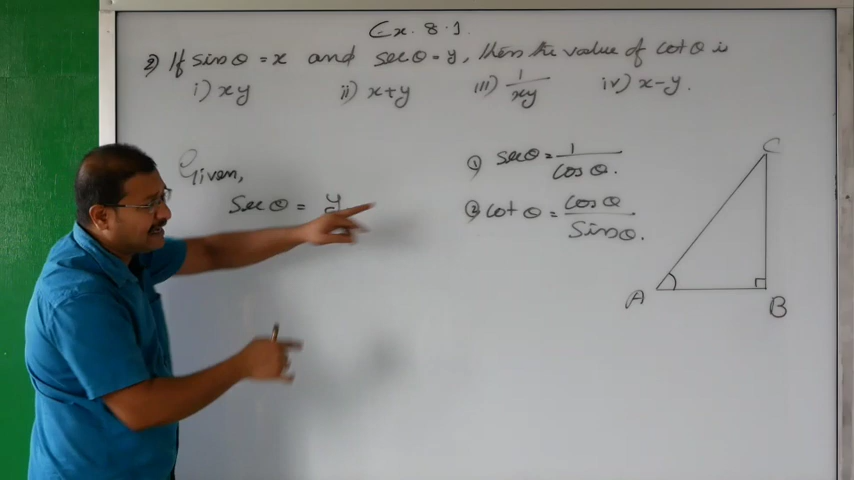 Ex. 8.1.
2) If sinθ = x and secθ = y, then the value of cotθ is
i) xy ii) x+y iii) 1/xy iv) x-y.
Given,
secθ = y
① secθ = 1/cosθ.
② cotθ = cosθ/sinθ.
C
A
B